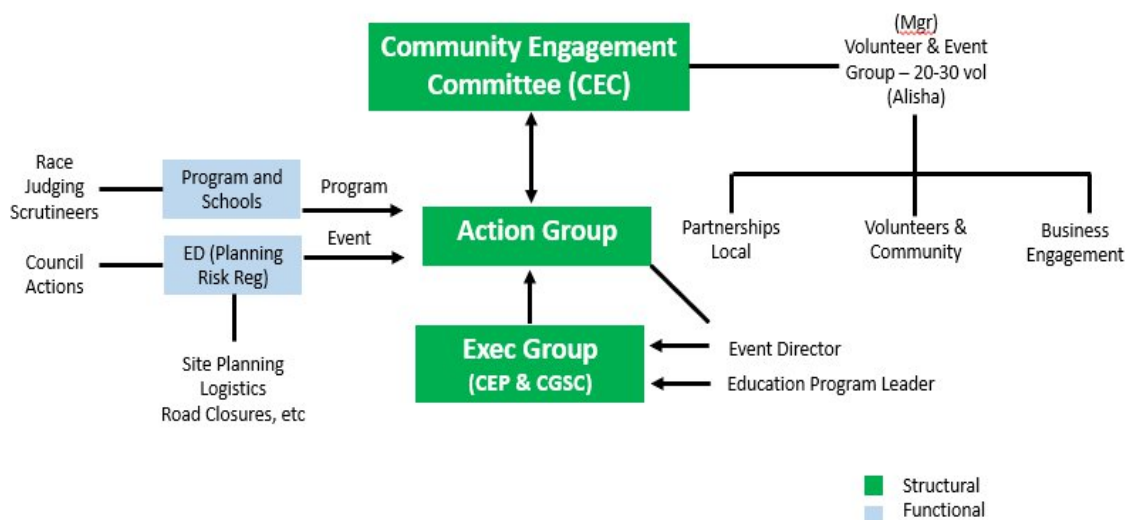 (Mgr)
Volunteer & Event
Group – 20-30 vol
(Alisha)
Community Engagement
Committee (CEC)
Race
Judging
Scrutineers
Program and
Schools
Program
Action Group
Partnerships
Local
Volunteers &
Community
Business
Engagement
Council
Actions
ED (Planning
Risk Reg)
Event
Exec Group
(CEP & CGSC)
Event Director
Education Program Leader
Site Planning
Logistics
Road Closures, etc
Structural
Functional